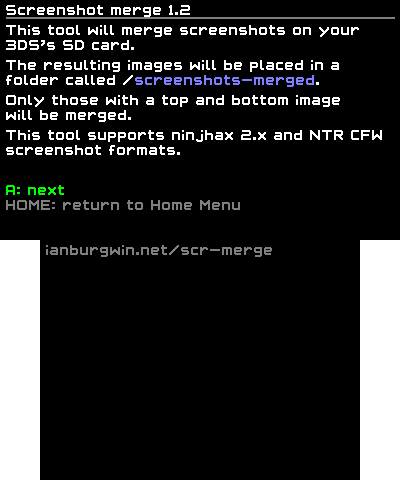 Screenshot merge 1.2
This tool will merge screenshots on your
3DS's SD card.
The resulting images will be placed in a
folder called /screenshots-merged.
Only those with a top and bottom image
will be merged.
This tool supports ninjhax 2.x and NTR CFW
screenshot formats.
A: next
HOME: return to Home Menu
ianburgwin.net/scr-merge